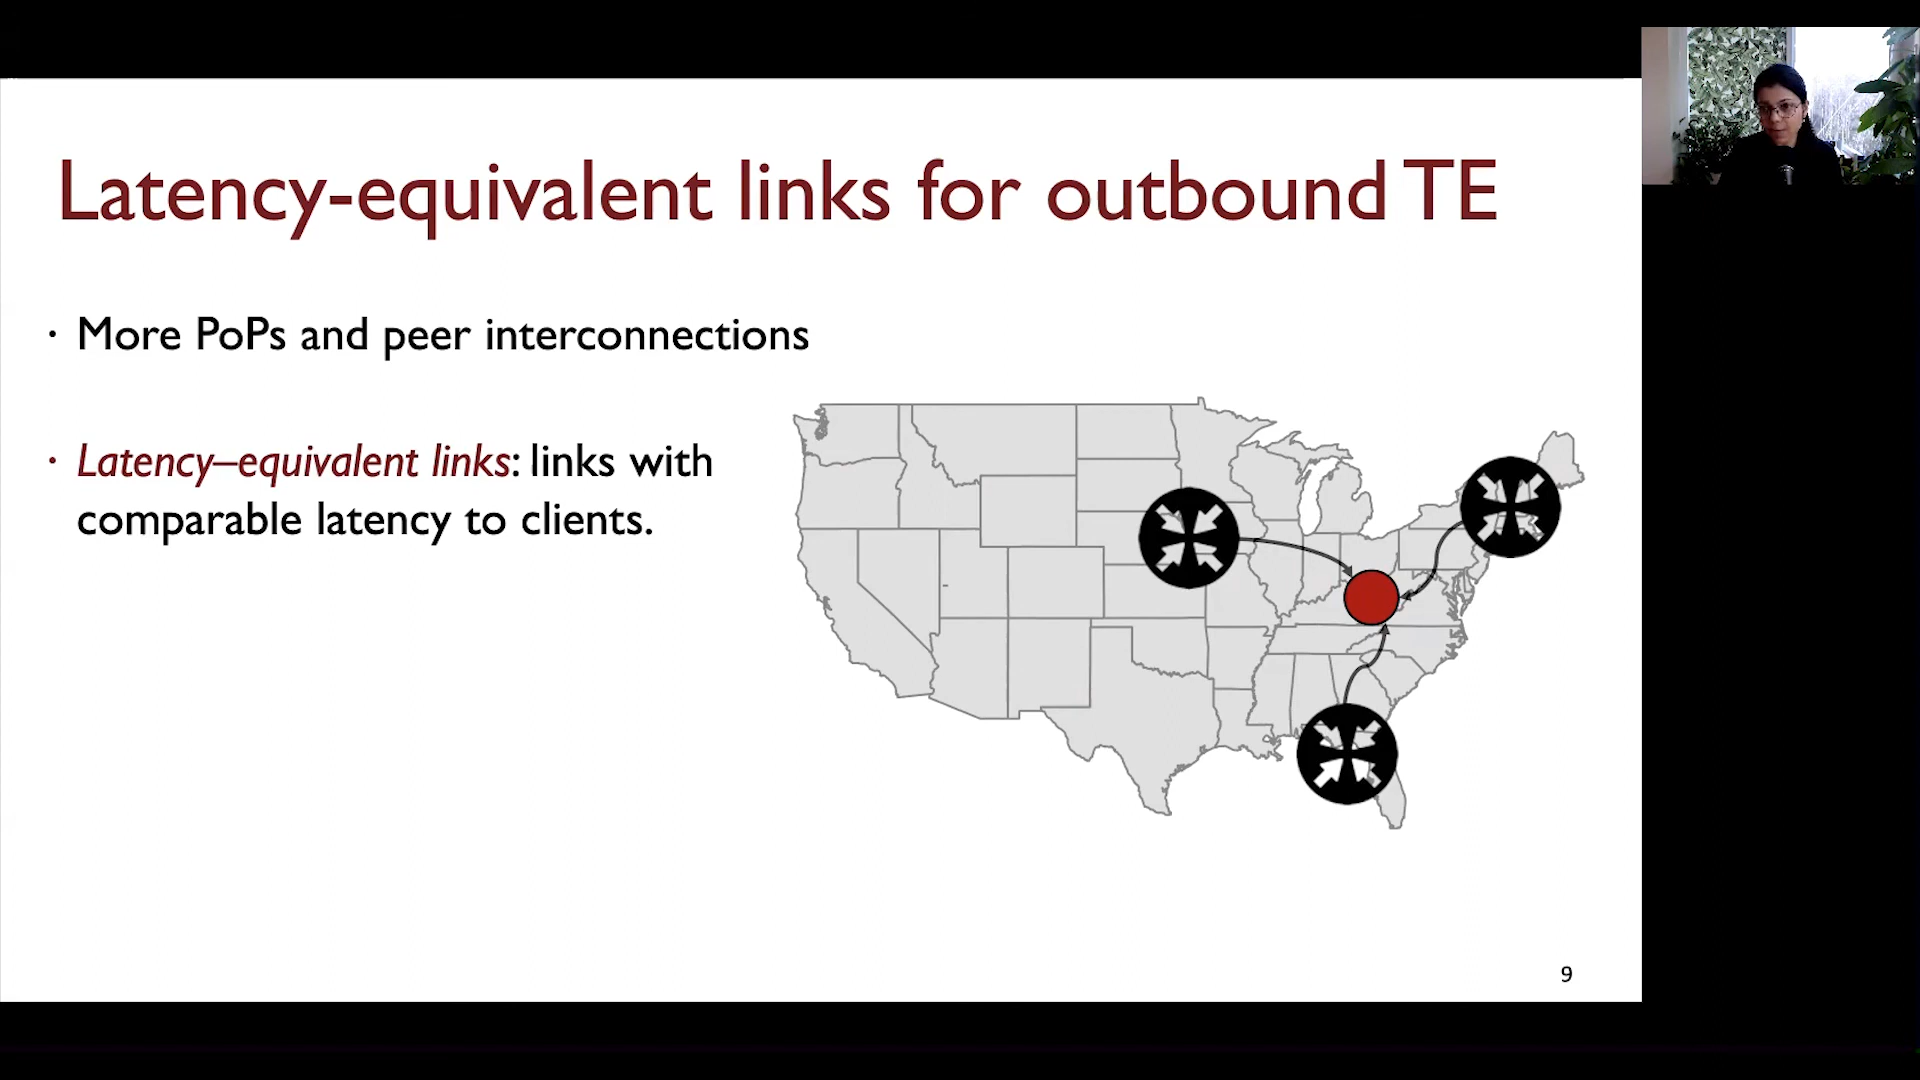 Latency-equivalent links for outbound TE
· More PoPs and peer interconnections
· Latency–equivalent links: links with
comparable latency to clients.
9